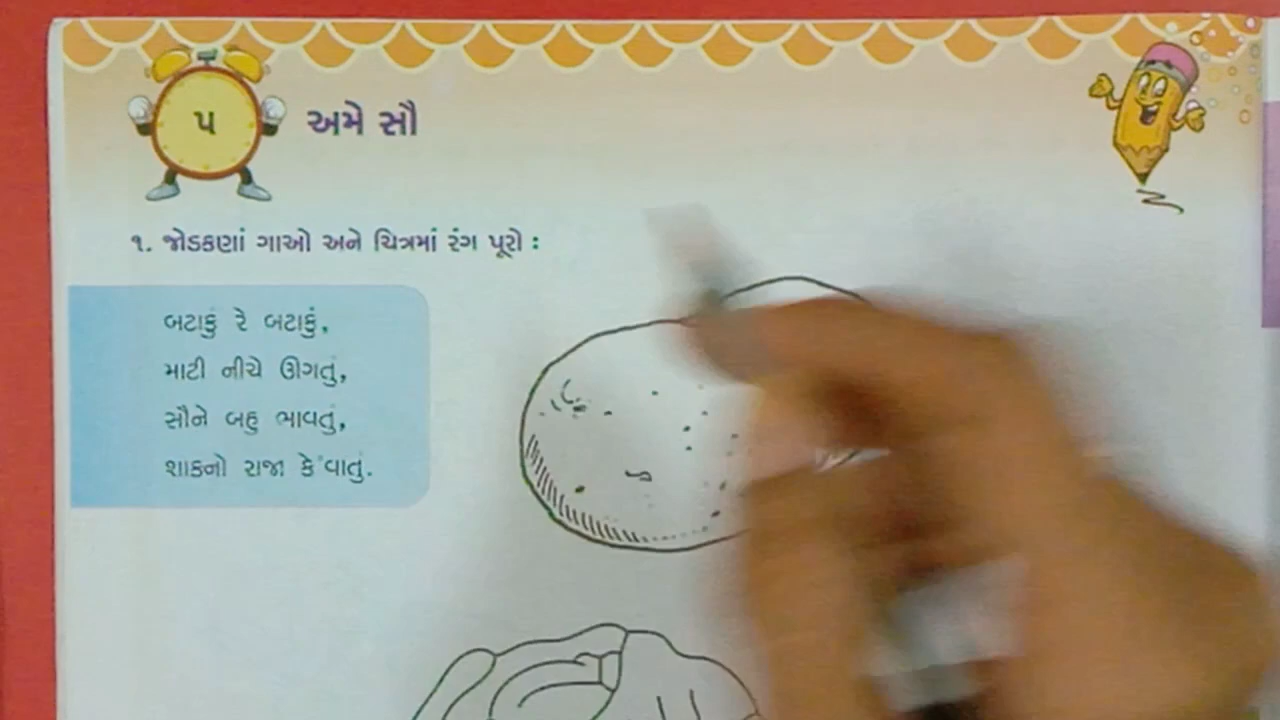 ૫
અમે સૌ
૧. જોડકણાં ગાઓ અને ચિત્રમાં રંગ પૂરો :
બટાકું રે બટાકું,
માટી નીચે ઊગતું,
સૌને બહુ ભાવતું,
શાકનો રાજા કે'વાતું.